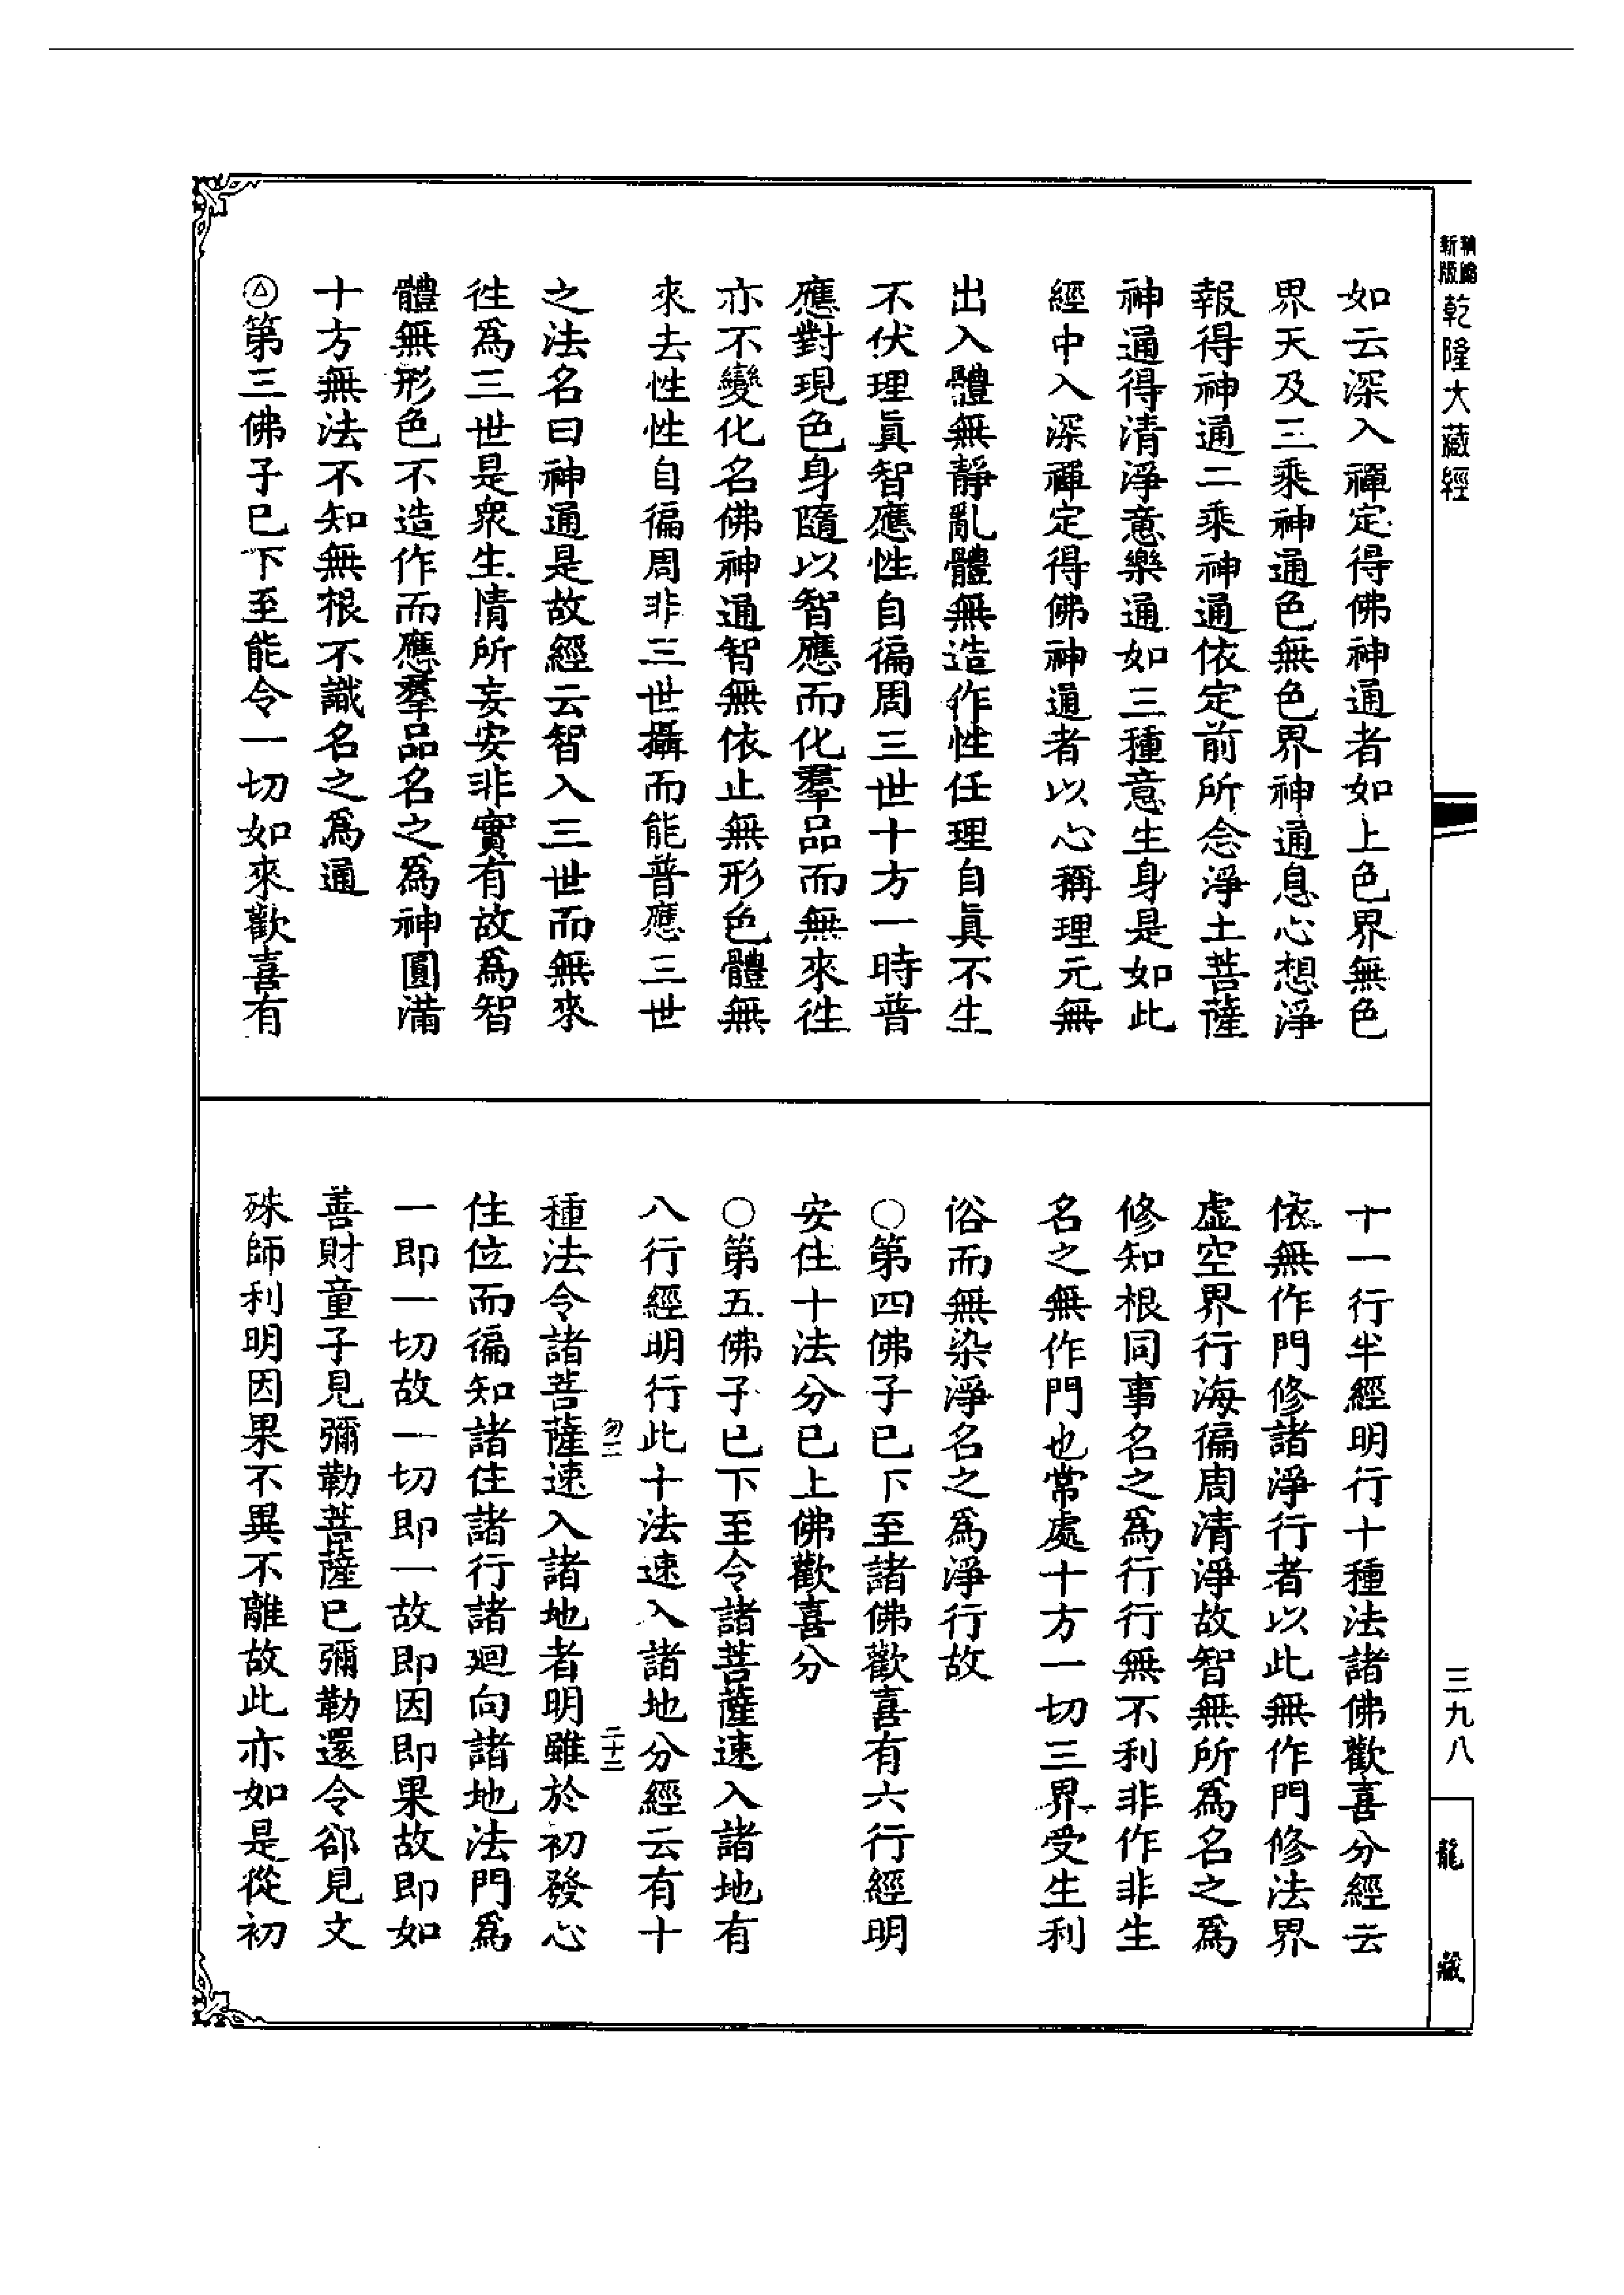 新版
乾隆大藏經
如云深入禪定得佛神通者如上色界無色
界天及三乘神通色無色界神通息心想淨
報得神通二乘神通依定前所念淨土菩薩
神通得清淨意樂通如三種意生身是如此
經中入深禪定得佛神通者以心稱理元無
出入體無靜亂體無造作性任理自眞不生
不伏理眞智應性自徧周三世十方一時普
應對現色身隨以智應而化羣品而無來徃
亦不變化名佛神通智無依止無形色體無
來去性性自徧周非三世攝而能普應三世
之法名曰神通是故經云智入三世而無來
徃爲三世是衆生情所妄安非實有故爲智
體無形色不造作而應羣品名之爲神圓滿
十方無法不知無根不識名之爲通
第三佛子已下至能令一切如來歡喜有
十一行半經明行十種法諸佛歡喜分經云
依無作門修諸淨行者以此無作門修法界
虛空界行海徧周清淨故智無所爲名之爲
修知根同事名之爲行行無不利非作非生
名之無作門也常處十方一切三界受生利
俗而無染淨名之爲淨行故
○第四佛子已下至諸佛歡喜有六行經明
安住十法分已上佛歡喜分
○第五佛子已下至令諸菩薩速入諸地有
八行經明行此十法速入諸地分經云有十
種法令諸菩薩速入諸地者明雖於初發心
住位而徧知諸住諸行諸廻向諸地法門爲
一即一切故一切即一故即因即果故即如
善財童子見彌勒菩薩已彌勒還令郤見文
殊師利明因果不異不離故此亦如是從初
勿二
二十三
三九八
龍藏